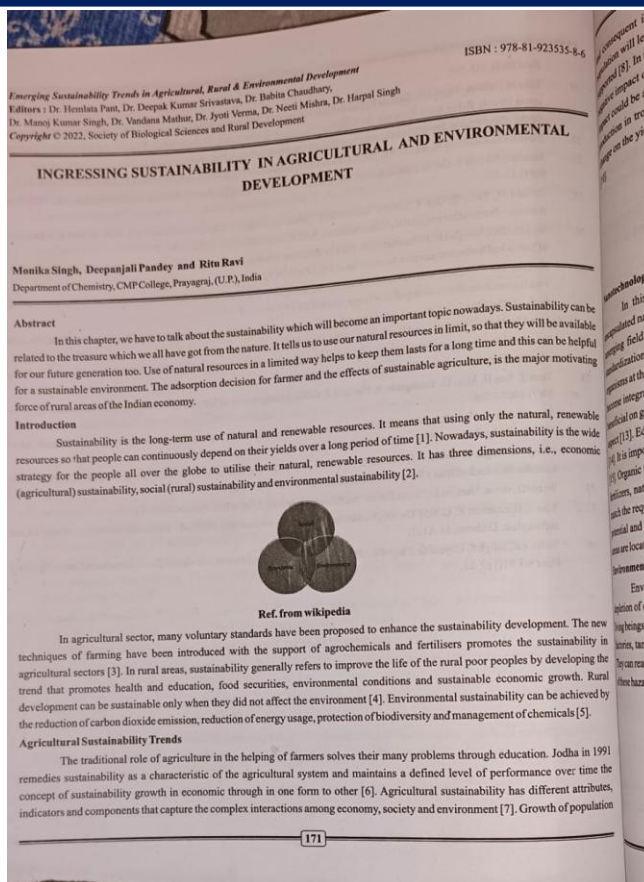 ISBN : 978-81-923535-8-6
Emerging Sustainability Trends in Agricultural, Rural & Environmental Development
Editors : Dr. Hemlata Pant, Dr. Deepak Kumar Srivastava, Dr. Babita Chaudhary,
Dr. Manoj Kumar Singh, Dr. Vandana Mathur, Dr. Jyoti Verma, Dr. Neeti Mishra, Dr. Harpal Singh
Copyright © 2022, Society of Biological Sciences and Rural Development
INGRESSING SUSTAINABILITY IN AGRICULTURAL AND ENVIRONMENTAL
DEVELOPMENT
Monika Singh, Deepanjali Pandey and Ritu Ravi
Department of Chemistry, CMP College, Prayagraj, (U.P.), India
Abstract
In this chapter, we have to talk about the sustainability which will become an important topic nowadays. Sustainability can be
related to the treasure which we all have got from the nature. It tells us to use our natural resources in limit, so that they will be available
for our future generation too. Use of natural resources in a limited way helps to keep them lasts for a long time and this can be helpful
for a sustainable environment. The adsorption decision for farmer and the effects of sustainable agriculture, is the major motivating
force of rural areas of the Indian economy.
Introduction
Sustainability is the long-term use of natural and renewable resources. It means that using only the natural, renewable
resources so that people can continuously depend on their yields over a long period of time [1]. Nowadays, sustainability is the wide
strategy for the people all over the globe to utilise their natural, renewable resources. It has three dimensions, i.e., economic
(agricultural) sustainability, social (rural) sustainability and environmental sustainability [2].
Ref. from wikipedia
In agricultural sector, many voluntary standards have been proposed to enhance the sustainability development. The new
techniques of farming have been introduced with the support of agrochemicals and fertilisers promotes the sustainability in
agricultural sectors [3]. In rural areas, sustainability generally refers to improve the life of the rural poor peoples by developing the
trend that promotes health and education, food securities, environmental conditions and sustainable economic growth. Rural
development can be sustainable only when they did not affect the environment [4]. Environmental sustainability can be achieved by
the reduction of carbon dioxide emission, reduction of energy usage, protection of biodiversity and management of chemicals [5].
Agricultural Sustainability Trends
The traditional role of agriculture in the helping of farmers solves their many problems through education. Jodha in 1991
remedies sustainability as a characteristic of the agricultural system and maintains a defined level of performance over time the
concept of sustainability growth in economic through in one form to other [6]. Agricultural sustainability has different attributes,
indicators and components that capture the complex interactions among economy, society and environment [7]. Growth of population
171